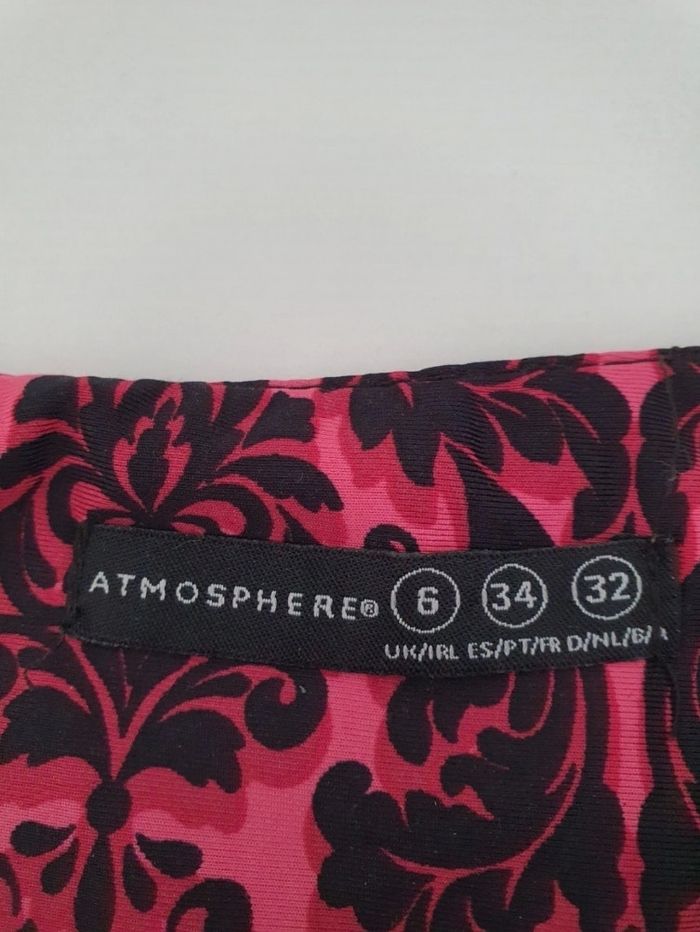 ATMOSPHERE® 6 34 32
UK/IRL ES/PT/FR D/NL/B/